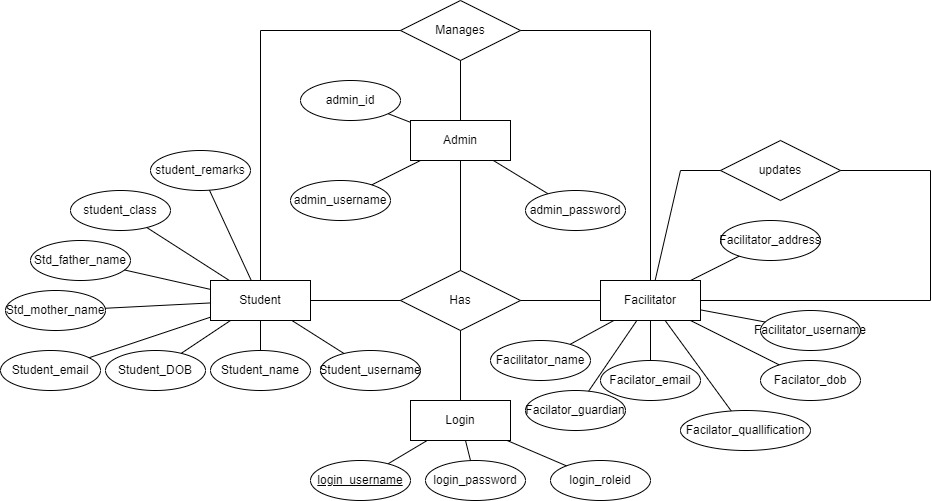 Manages
admin_id
Admin
student_remarks
updates
admin_username
student_class
admin_password
Facilitator_address
Std_father_name
Student
Has
Facilitator
Std_mother_name
Facilitator_username
Facilitator_name
Student_email
Student_DOB
Student_name
Student_username
Facilator_email
Facilator_dob
Facilator_guardian
Login
Facilator_quallification
login_username
login_password
login_roleid